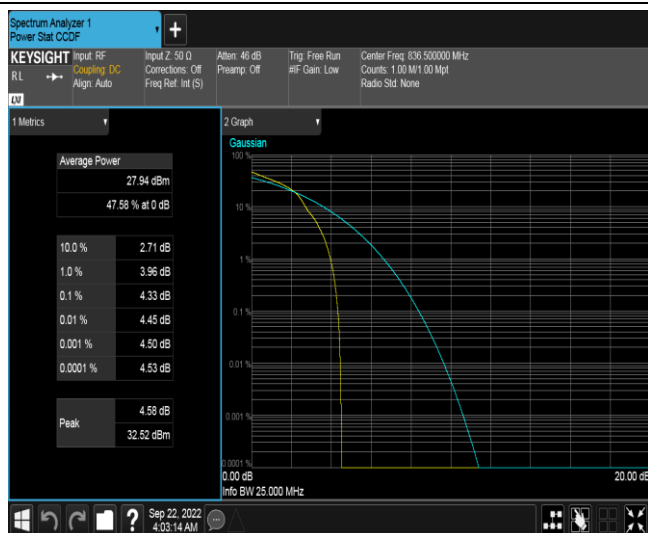 Spectrum Analyzer 1
Power Stat CCDF
+
KEYSIGHT
RL
LXI
Input: RF
Coupling: DC
Align: Auto
Input Z: 50 Ω
Corrections: Off
Freq Ref: Int (S)
Atten: 46 dB
Preamp: Off
Trig: Free Run
#IF Gain: Low
Center Freq: 836.500000 MHz
Counts: 1.00 M/1.00 Mpt
Radio Std: None
1 Metrics
Average Power
27.94 dBm
47.58 % at 0 dB
10.0 % 2.71 dB
1.0 % 3.96 dB
0.1 % 4.33 dB
0.01 % 4.45 dB
0.001 % 4.50 dB
0.0001 % 4.53 dB
Peak
4.58 dB
32.52 dBm
2 Graph
Gaussian
100 %
10 %
1 %
0.1 %
0.01 %
0.001 %
0.0001 %
0.00 dB
20.00 dB
Info BW 25.000 MHz
?
Sep 22, 2022
4:03:14 AM